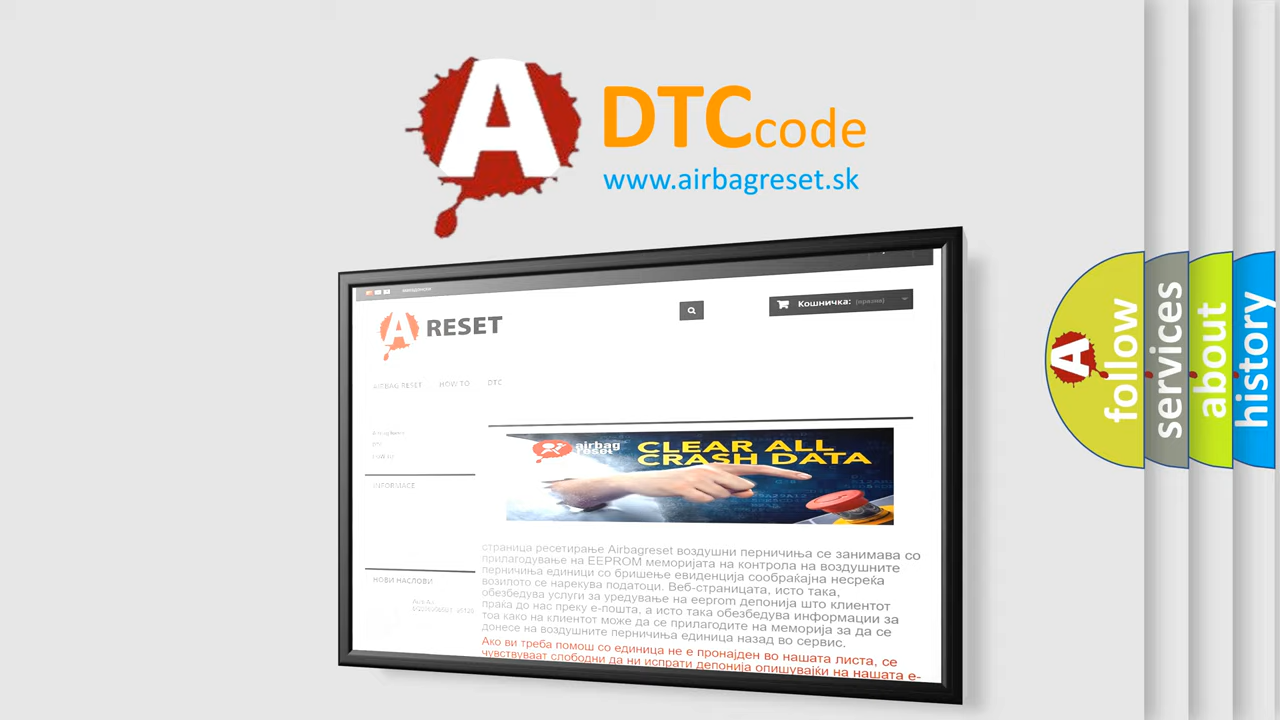 A
DTCcode
www.airbagreset.sk
A RESET
Кошничка: (празни)
AIRBAG RESET HOW TO DTC
DTC
INFORMACE
airbag
reset
CLEAR ALL
CRASH DATA
страница ресетирање Airbagreset воздушни перничиња се занимава со
прилагодување на EEPROM меморијата на контрола на воздушните
перничиња единици со бришење евиденција сообраќајна несреќа
возилото се нарекува податоци. Веб-страницата, исто така,
обезбедува услуги за уредување на eeprom депонија што клиентот
праќа до нас преку е-пошта, а исто така обезбедува информации за
тоа како на клиентот може да се прилагодите на меморија за да се
донесе на воздушните перничиња единица назад во сервис.
Ако ви треба помош со единица не е пронајден во нашата листа, се
чувствуваат слободни да ни испрати депонија опишувајќи на нашата е-
НОВИ НАСЛОВИ
A
follow
services
about
history